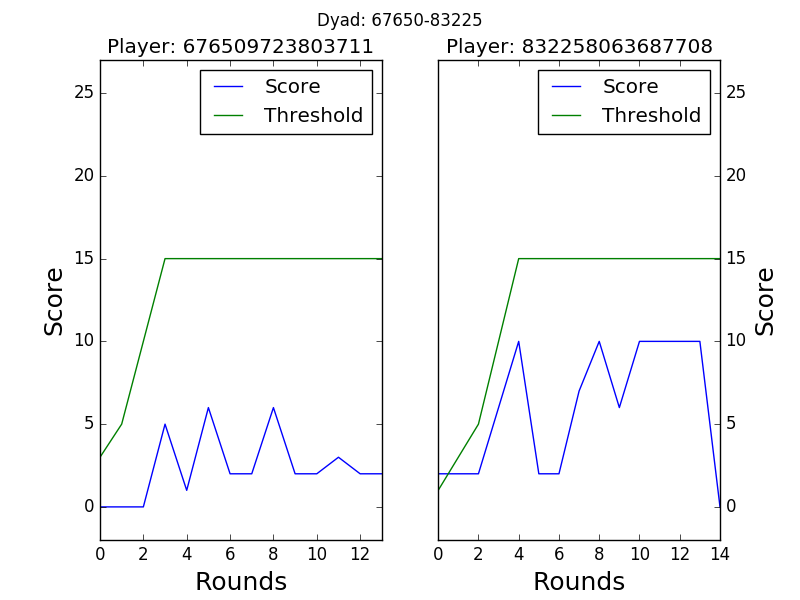 Dyad: 67650-83225
Player: 676509723803711
Player: 832258063687708
Score
Threshold
Score
Threshold
25
20
15
10
5
0
25
20
15
10
5
0
Score
Score
0 2 4 6 8 10 12
0 2 4 6 8 10 12 14
Rounds
Rounds